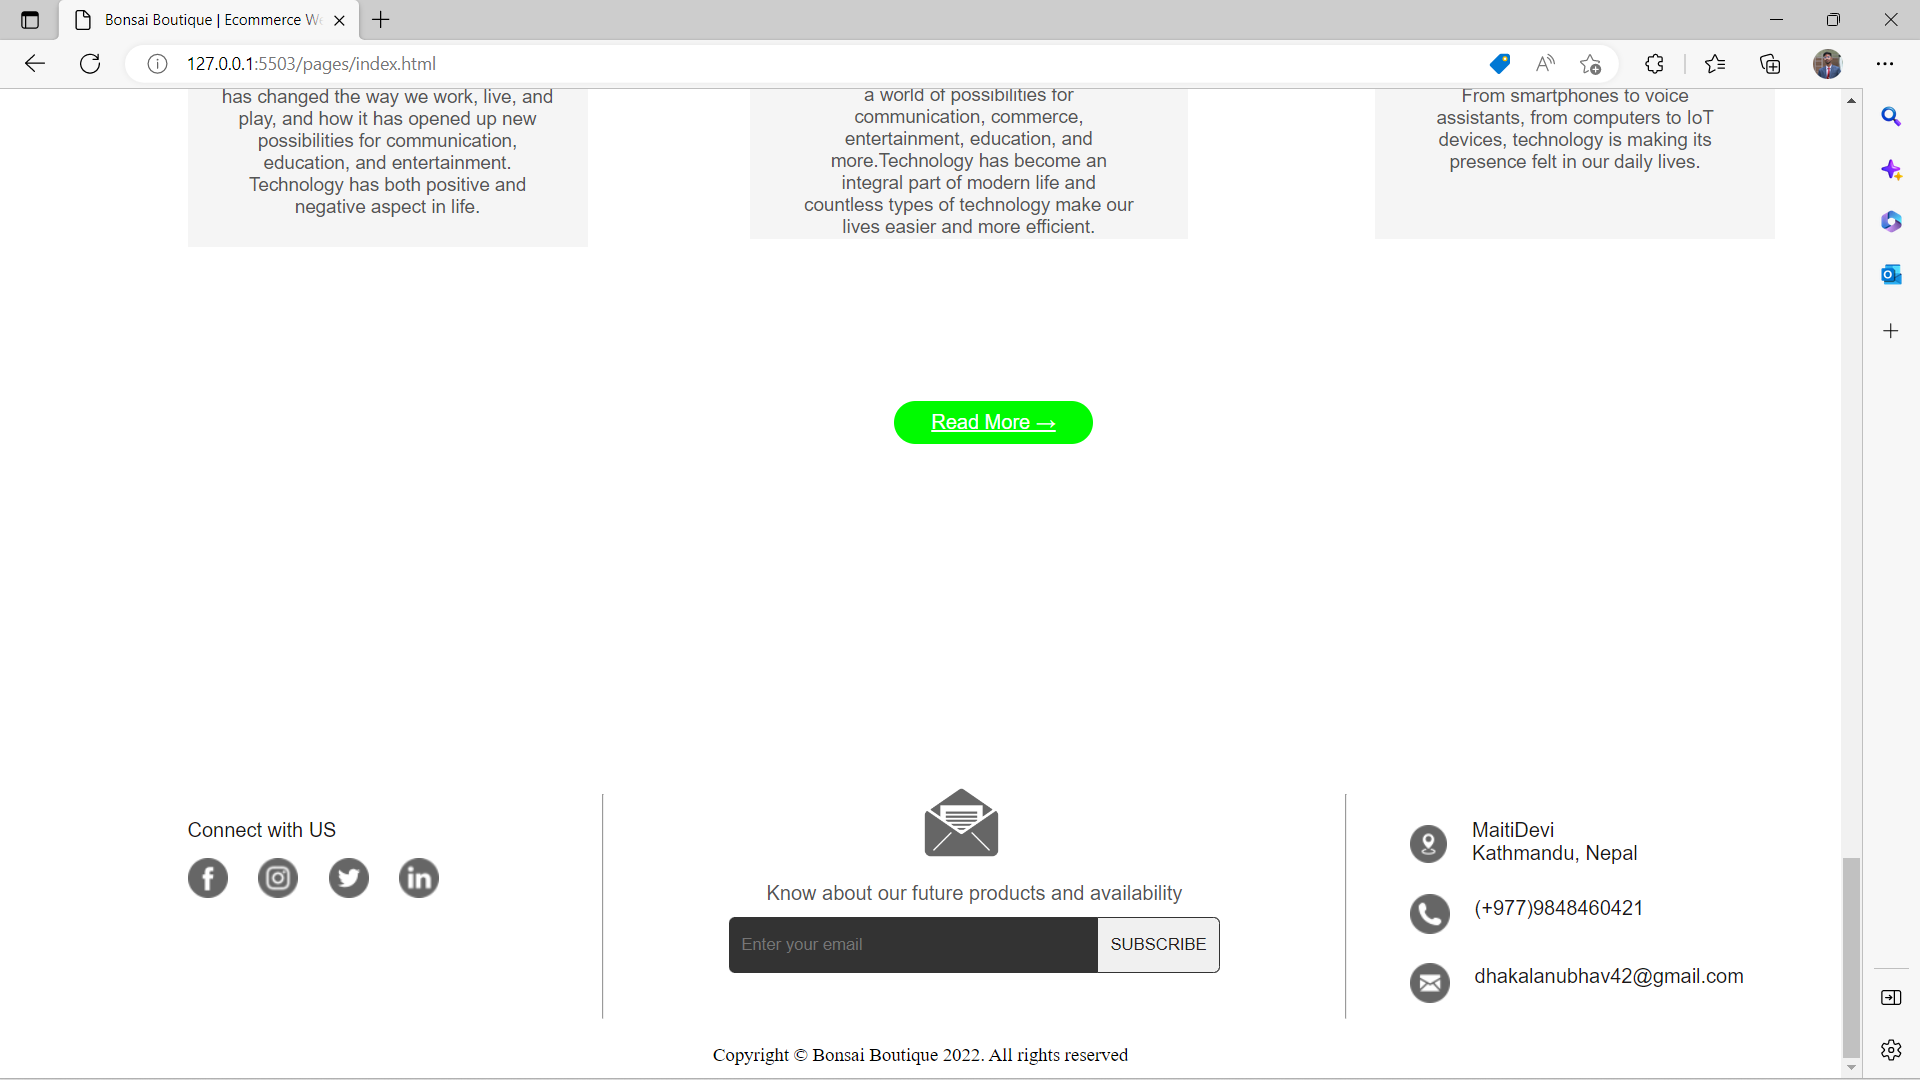 Bonsai Boutique | Ecommerce W
127.0.0.1:5503/pages/index.html
has changed the way we work, live, and
play, and how it has opened up new
possibilities for communication,
education, and entertainment.
Technology has both positive and
negative aspect in life.
a world of possibilities for
communication, commerce,
entertainment, education, and
more.Technology has become an
integral part of modern life and
countless types of technology make our
lives easier and more efficient.
From smartphones to voice
assistants, from computers to IoT
devices, technology is making its
presence felt in our daily lives.
Read More →
Connect with US
Know about our future products and availability
Enter your email
SUBSCRIBE
MaitiDevi
Kathmandu, Nepal
(+977)9848460421
dhakalanubhav42@gmail.com
Copyright © Bonsai Boutique 2022. All rights reserved